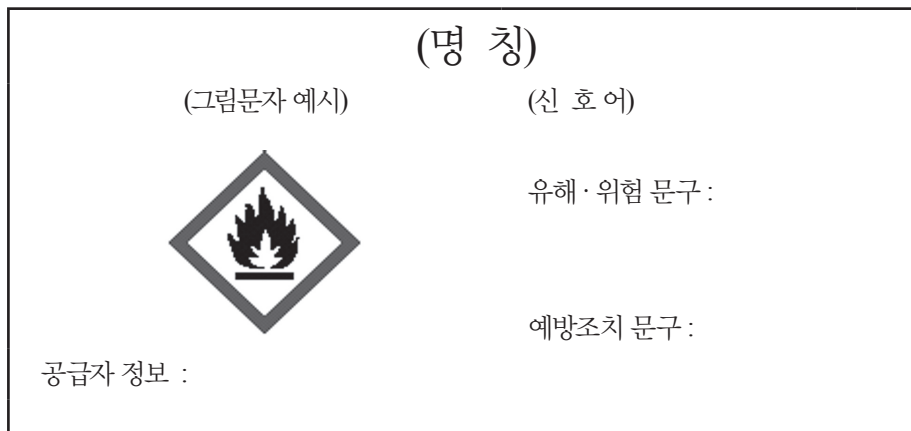 (명 칭)
(그림문자 예시) (신 호 어)
유해 · 위험 문구 :
예방조치 문구 :
공급자 정보 :